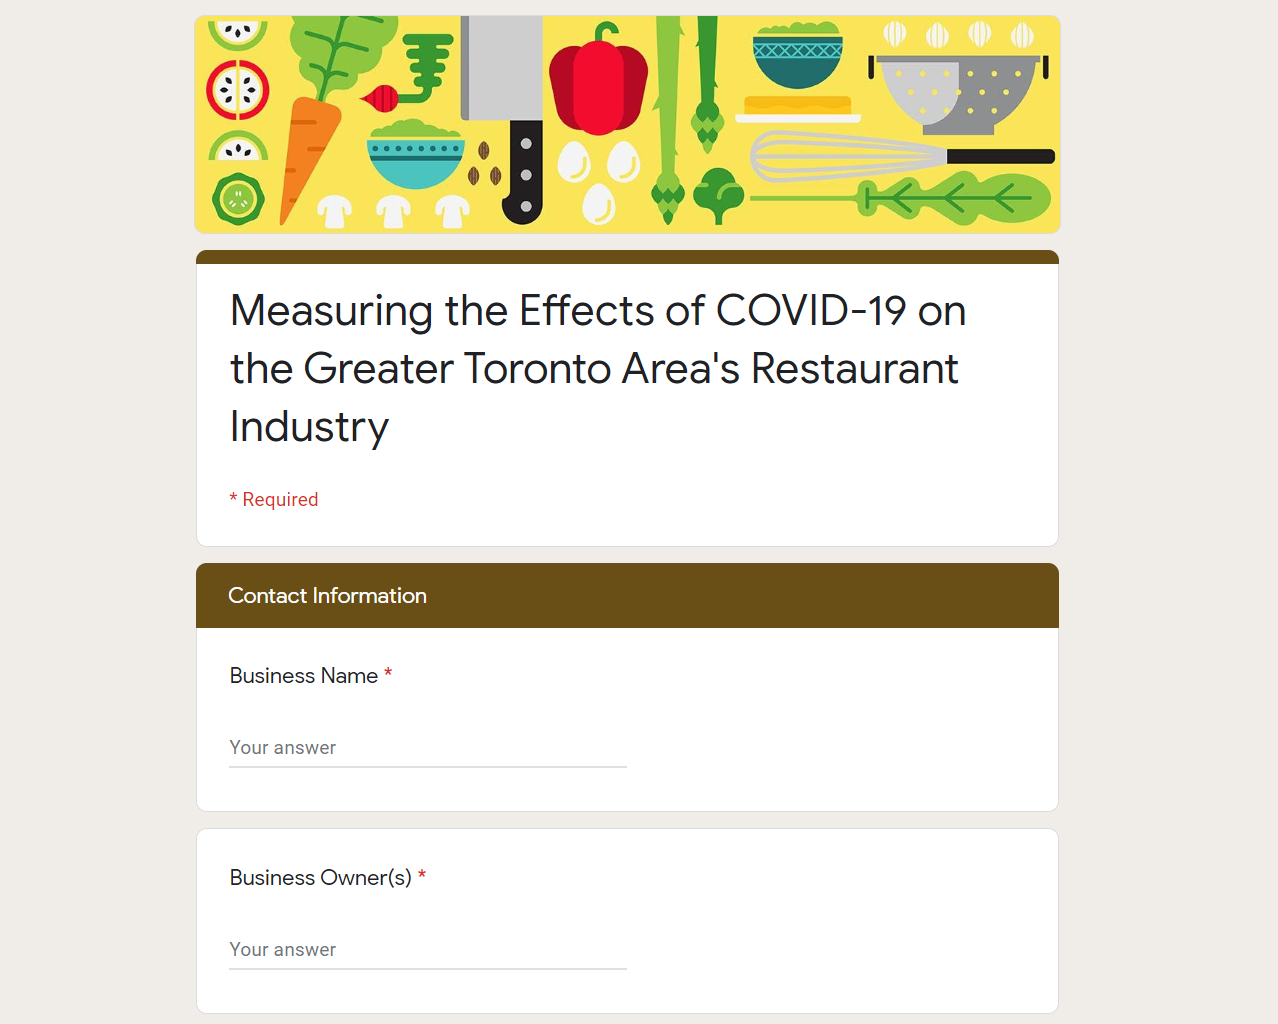 Measuring the Effects of COVID-19 on
the Greater Toronto Area's Restaurant
Industry
* Required
Contact Information
Business Name *
Your answer
Business Owner(s) *
Your answer